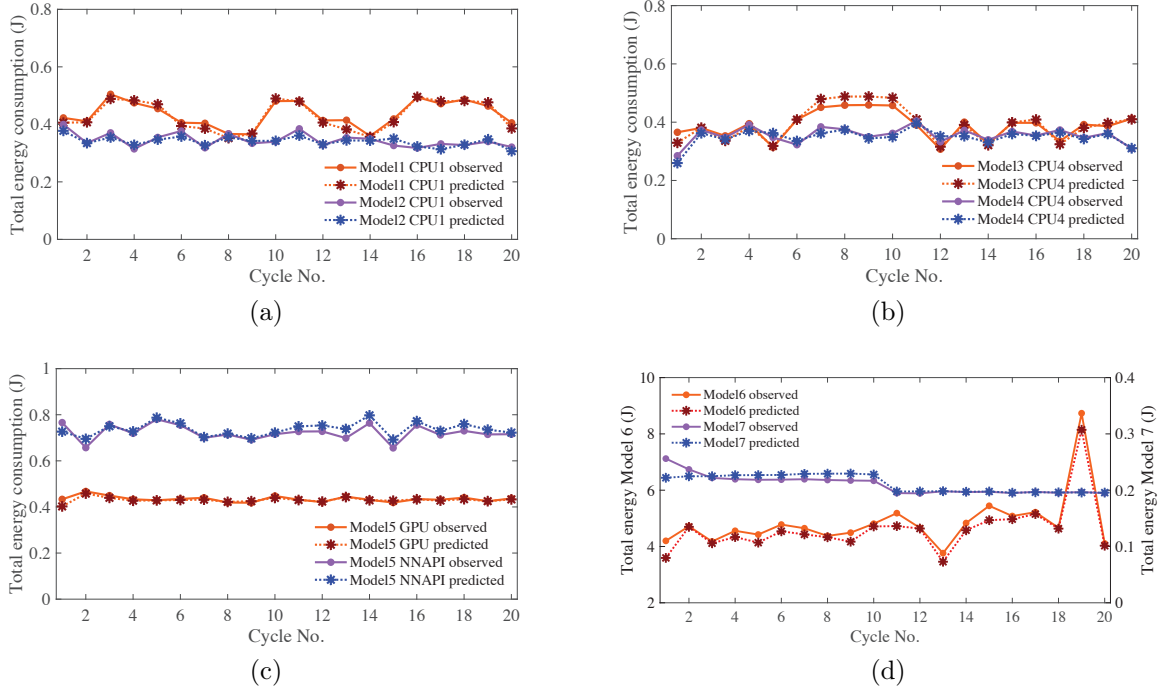 0.8
0.6
0.4
0.2
0
Total energy consumption (J)
Model1 CPU1 observed
Model1 CPU1 predicted
Model2 CPU1 observed
Model2 CPU1 predicted
2 4 6 8 10 12 14 16 18 20
Cycle No.
(a)
0.8
0.6
0.4
0.2
0
Total energy consumption (J)
Model3 CPU4 observed
Model3 CPU4 predicted
Model4 CPU4 observed
Model4 CPU4 predicted
2 4 6 8 10 12 14 16 18 20
Cycle No.
(b)
1
0.8
0.6
0.4
0.2
0
Total energy consumption (J)
Model5 GPU observed
Model5 GPU predicted
Model5 NNAPI observed
Model5 NNAPI predicted
2 4 6 8 10 12 14 16 18 20
Cycle No.
(c)
10
8
6
4
2
Total energy Model 6 (J)
Model6 observed
Model6 predicted
Model7 observed
Model7 predicted
0.4
0.3
0.2
0.1
0
Total energy Model 7 (J)
2 4 6 8 10 12 14 16 18 20
Cycle No.
(d)